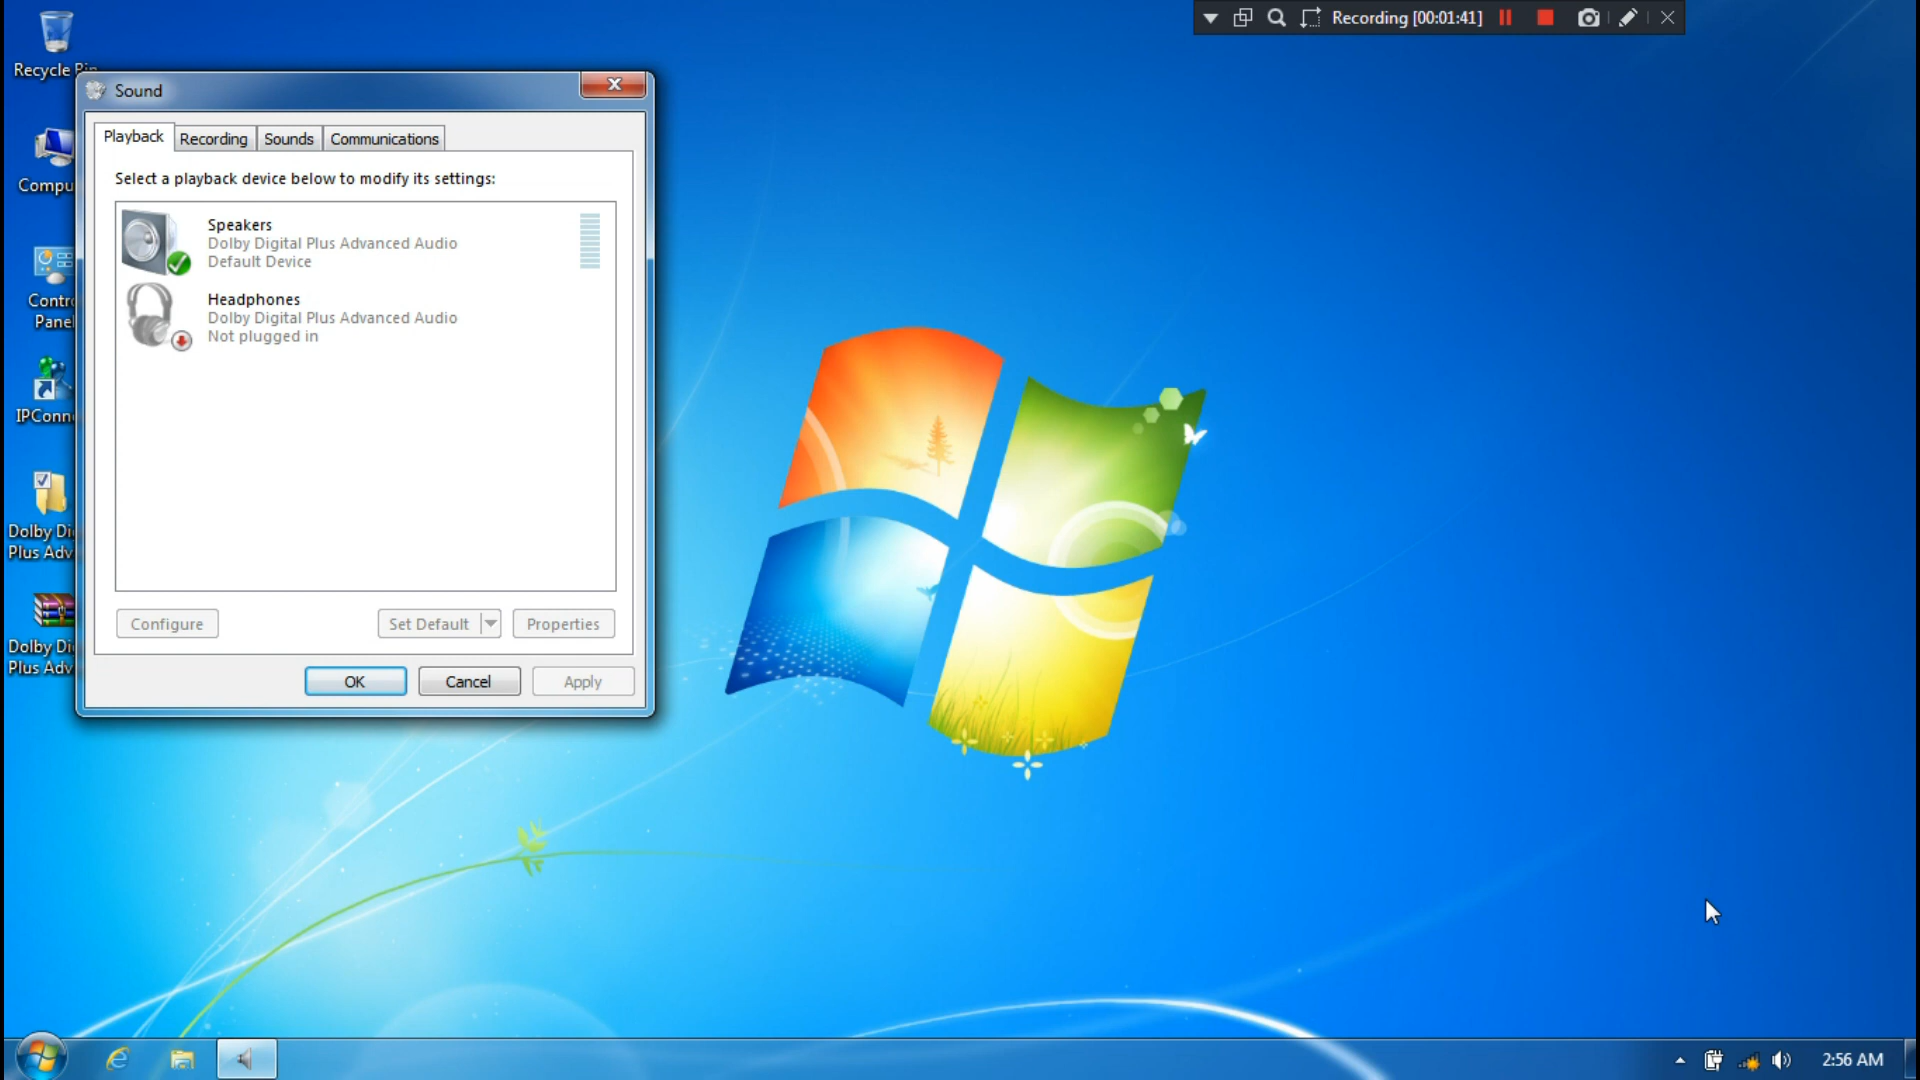 Recording [00:01:41]
Recycle Bin
Sound
Playback
Recording
Sounds
Communications
Select a playback device below to modify its settings:
Speakers
Dolby Digital Plus Advanced Audio
Default Device
Headphones
Dolby Digital Plus Advanced Audio
Not plugged in
Configure
Set Default
Properties
OK
Cancel
Apply
Compu
Contro
Panel
IPConne
Dolby Di
Plus Adv
Dolby Di
Plus Adv
2:56 AM